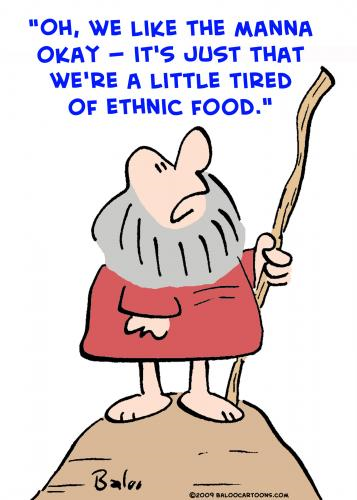 "OH, WE LIKE THE MANNA
OKAY – IT'S JUST THAT
WE'RE A LITTLE TIRED
OF ETHNIC FOOD."
Baloo
©2009 BALOOCARTOONS.COM